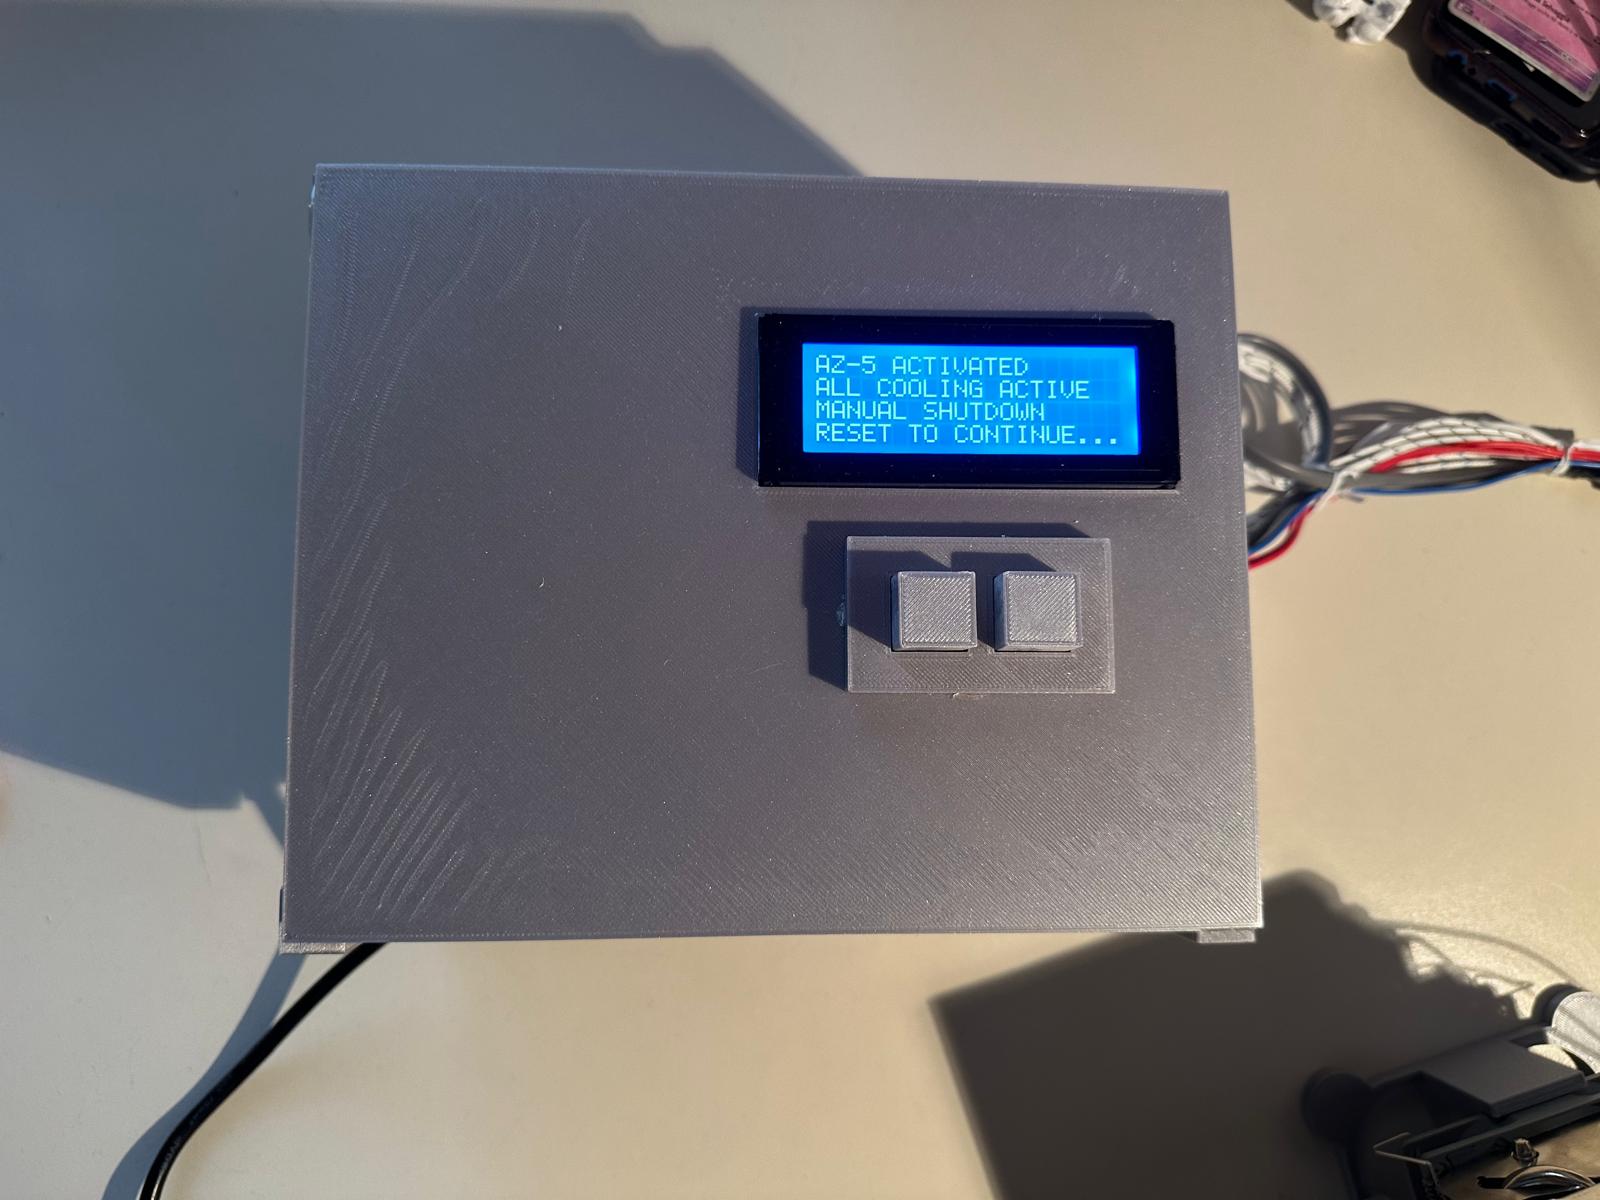 AZ-5 ACTIVATED
ALL COOLING ACTIVE
MANUAL SHUTDOWN
RESET TO CONTINUE...